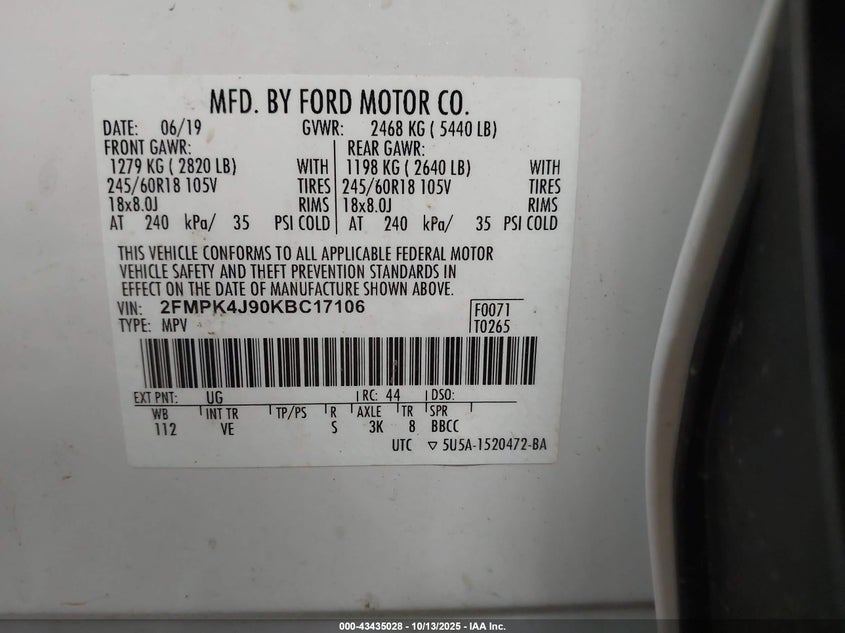 MFD. BY FORD MOTOR CO.
DATE: 06/19 GVWR: 2468 KG ( 5440 LB)
FRONT GAWR: REAR GAWR:
1279 KG ( 2820 LB) WITH 1198 KG ( 2640 LB) WITH
245/60R18 105V TIRES 245/60R18 105V TIRES
18x8.0J RIMS 18x8.0J RIMS
AT 240 kPa/ 35 PSI COLD AT 240 kPa/ 35 PSI COLD
THIS VEHICLE CONFORMS TO ALL APPLICABLE FEDERAL MOTOR
VEHICLE SAFETY AND THEFT PREVENTION STANDARDS IN
EFFECT ON THE DATE OF MANUFACTURE SHOWN ABOVE.
VIN: 2FMPK4J90KBC17106 F0071
TYPE: MPV T0265
EXT PNT: UG RC: 44 DSO:
WB INT TR TP/PS R AXLE TR SPR
112 VE S 3K 8 BBCC
UTC ▽ 5U5A-1520472-BA
000-43435028 - 10/13/2025 - IAA Inc.